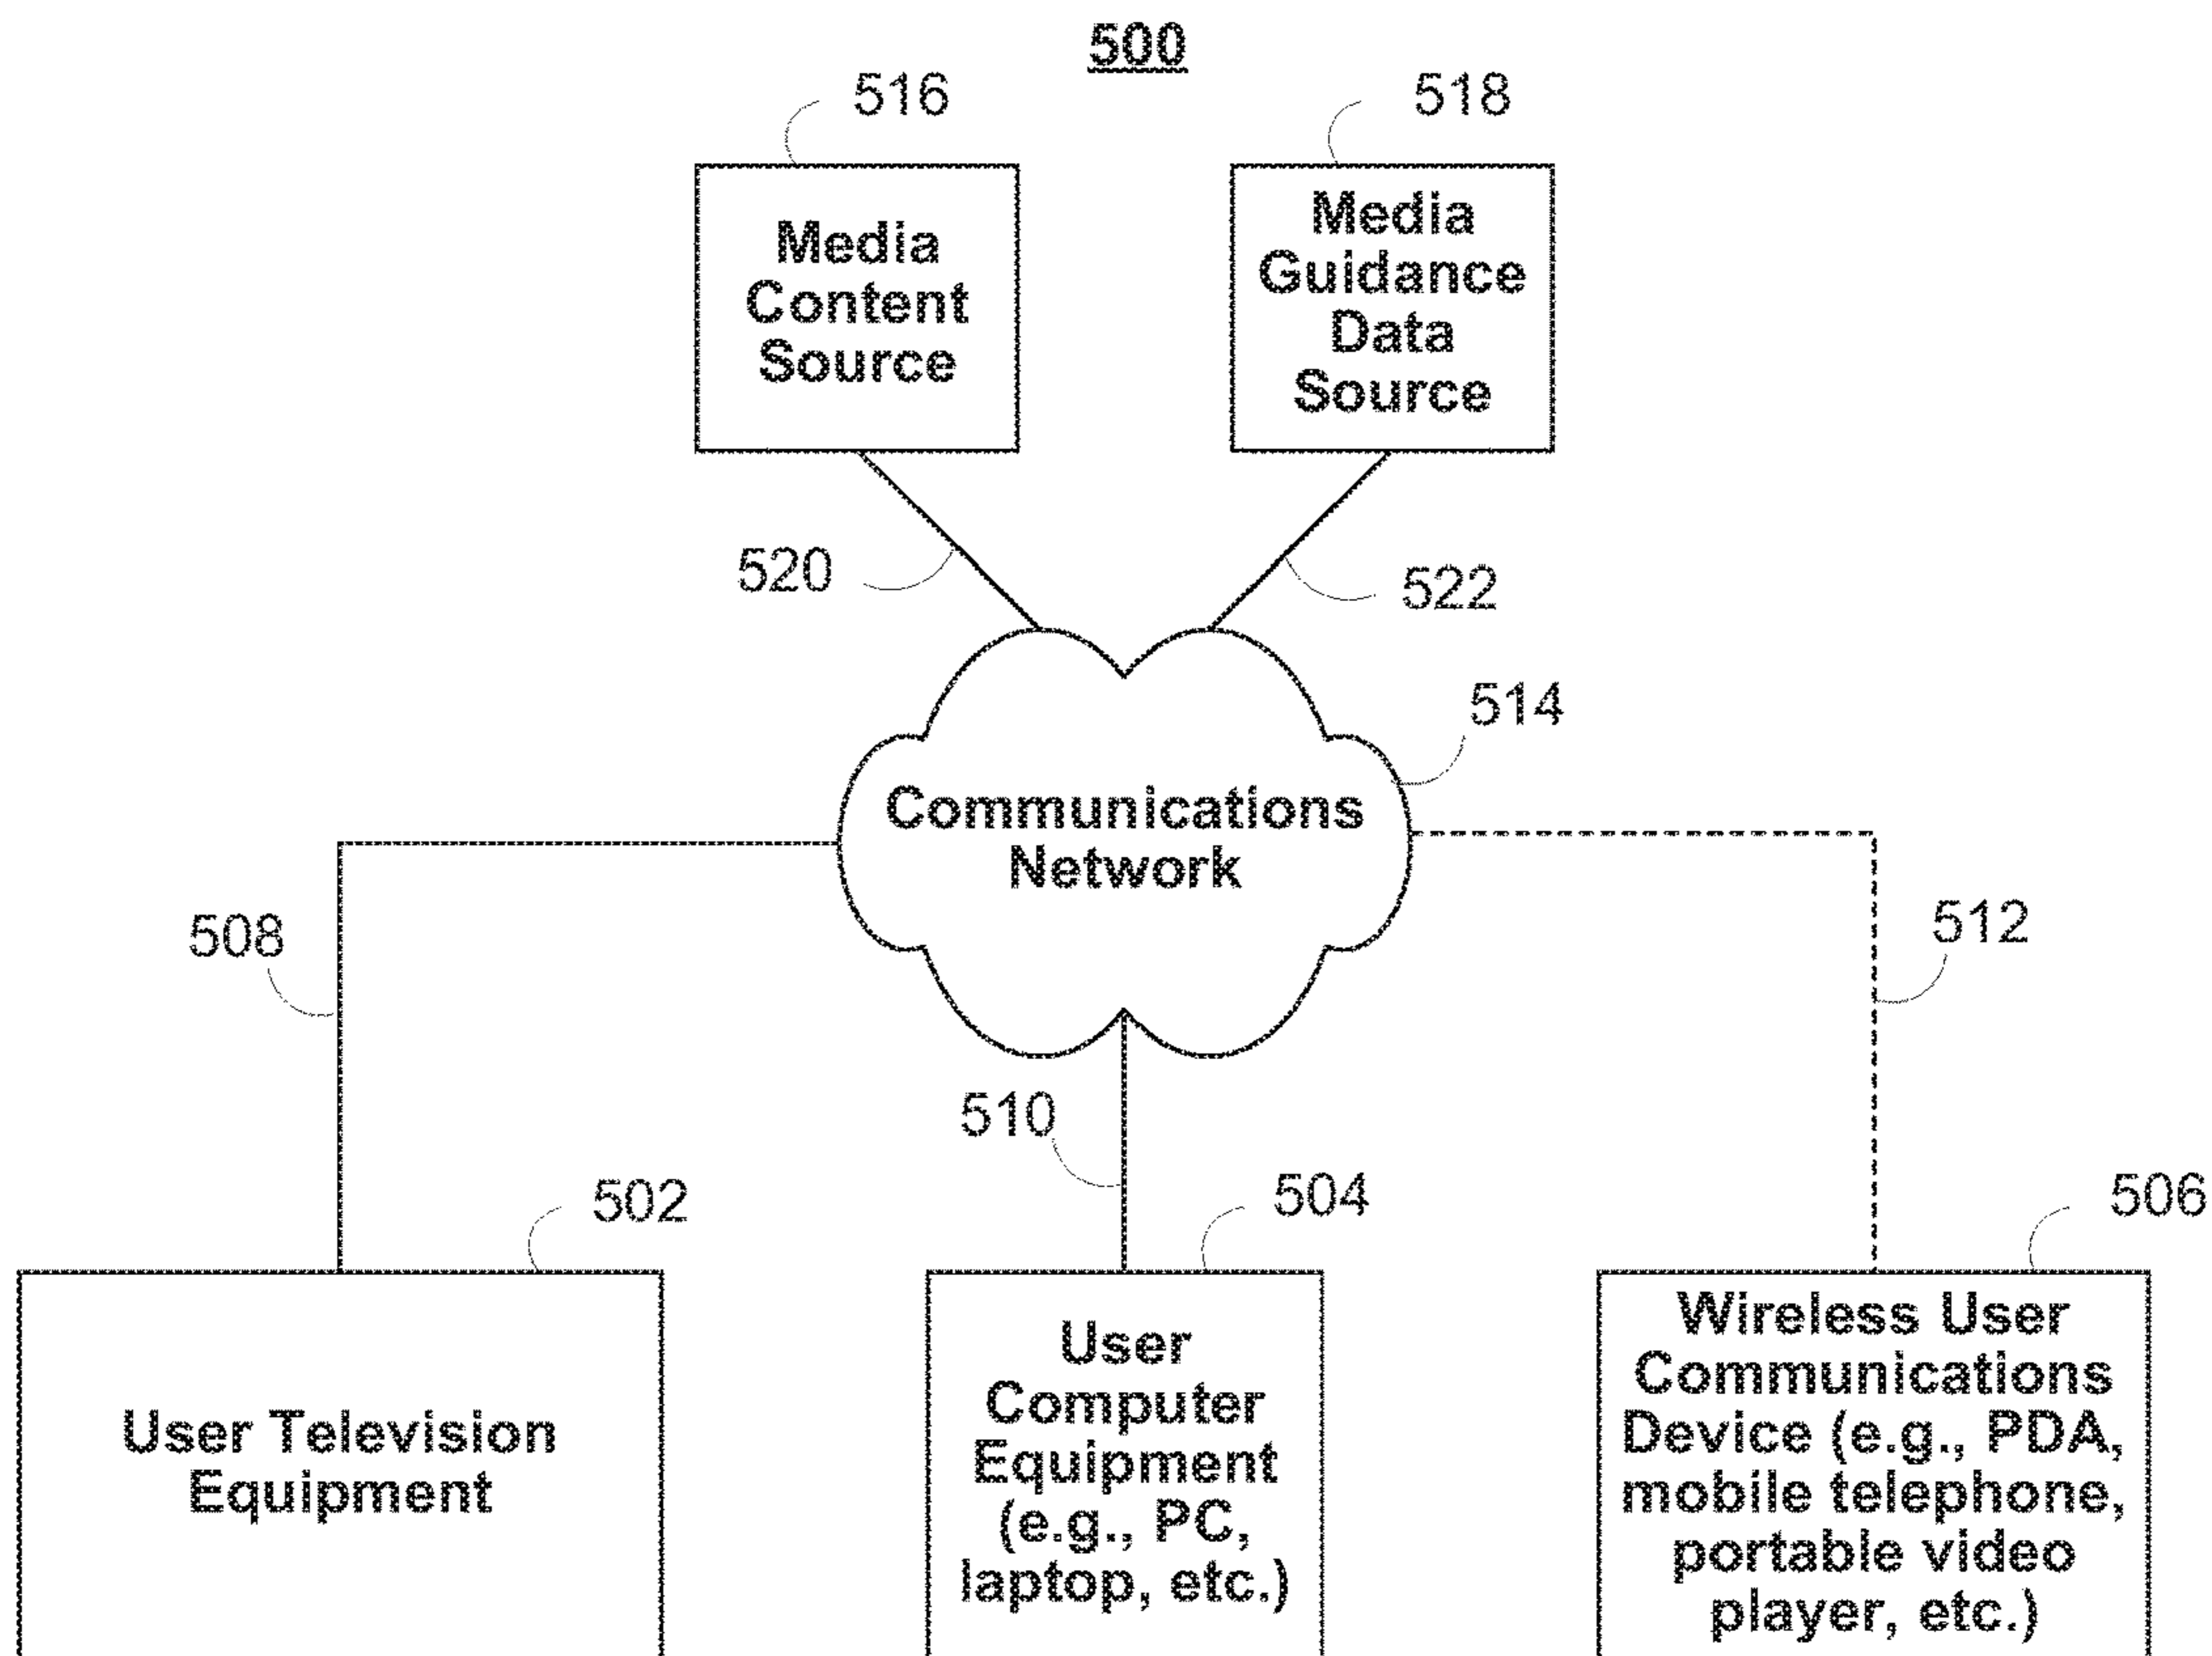 500
516
518
Media
Content
Source
Media
Guidance
Data
Source
520
522
514
Communications
Network
508
512
510
502
504
506
User Television
Equipment
User
Computer
Equipment
(e.g., PC,
laptop, etc.)
Wireless User
Communications
Device (e.g., PDA,
mobile telephone,
portable video
player, etc.)